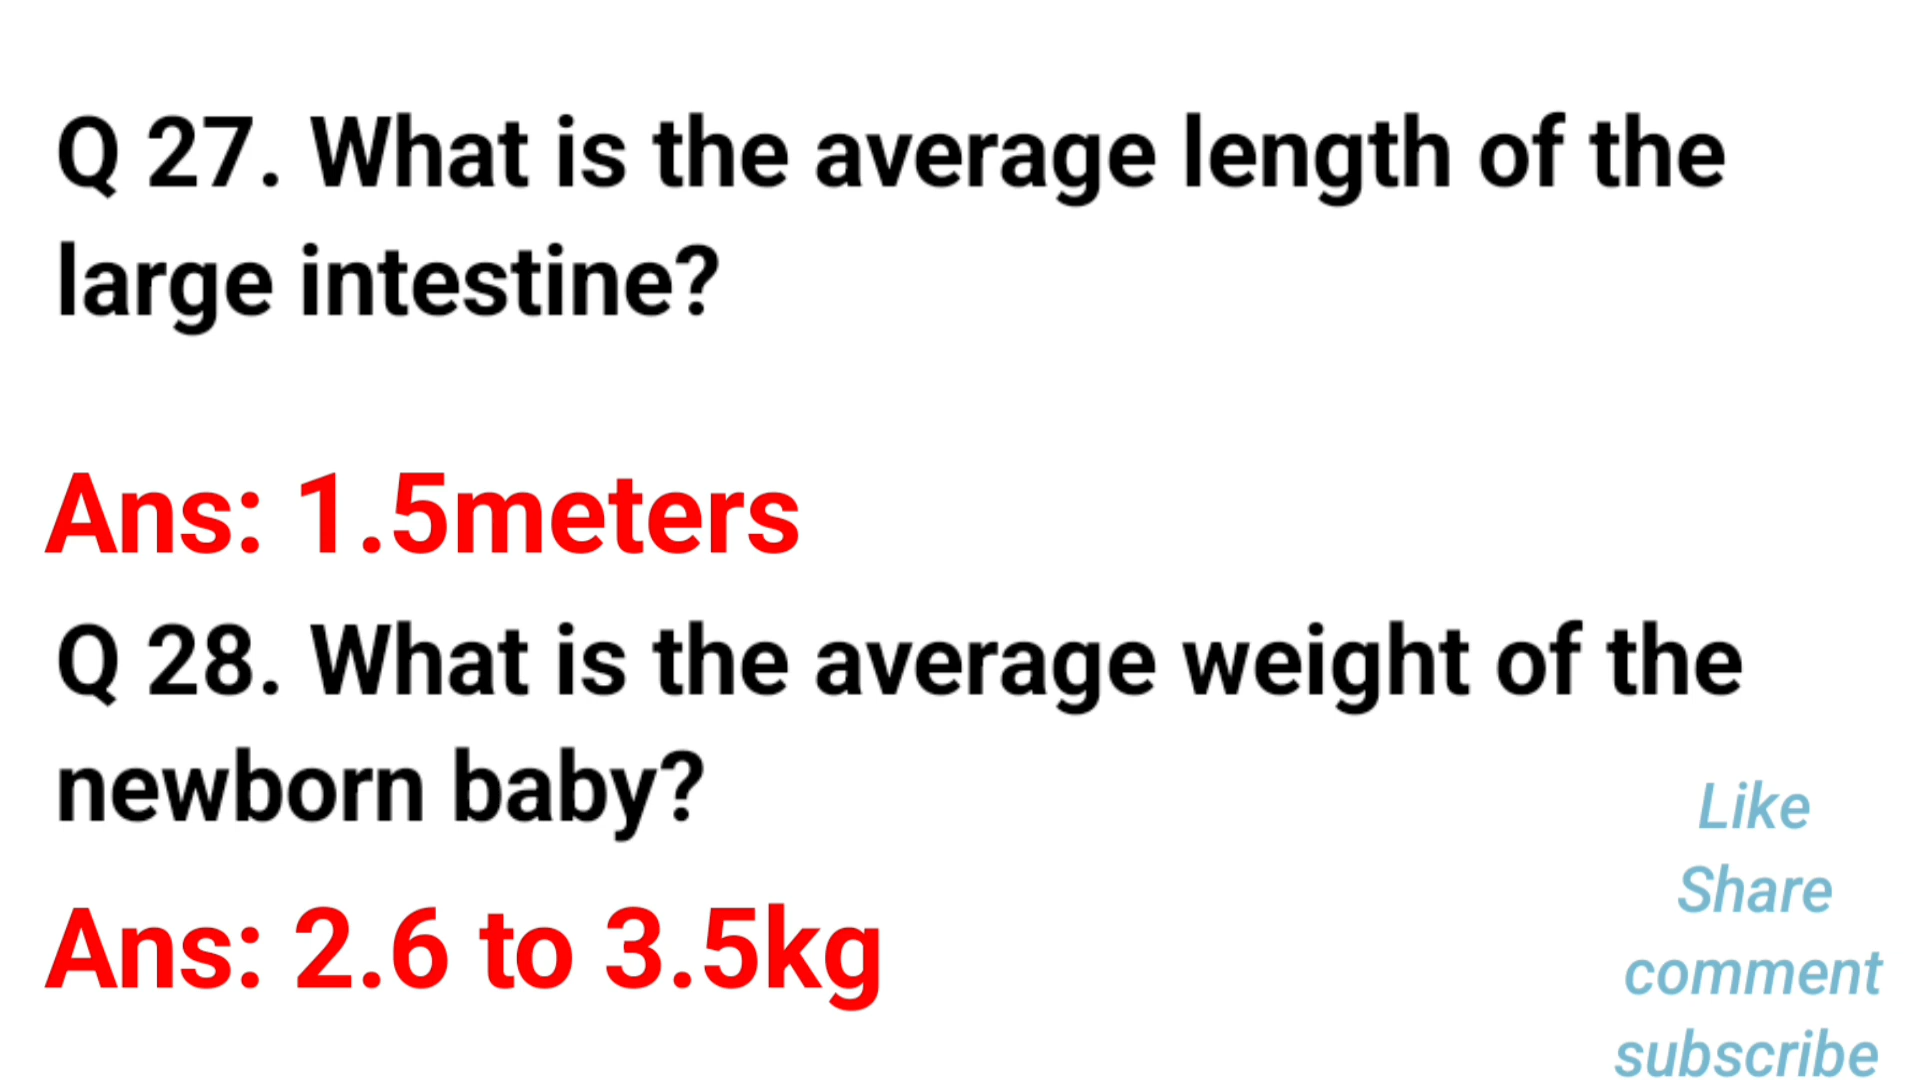 Q 27. What is the average length of the
large intestine?
Ans: 1.5meters
Q 28. What is the average weight of the
newborn baby?
Ans: 2.6 to 3.5kg
Like
Share
comment
subscribe